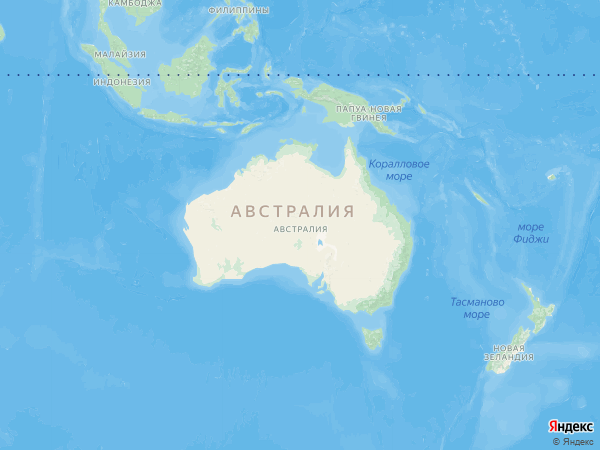 КАМБОДЖА
ФИЛИППИНЫ
МАЛАЙЗИЯ
ИНДОНЕЗИЯ
ПАПУА-НОВАЯ
ГВИНЕЯ
Коралловое
море
АВСТРАЛИЯ
АВСТРАЛИЯ
море
Фиджи
Тасманово
море
НОВАЯ
ЗЕЛАНДИЯ
Яндекс
© Яндекс